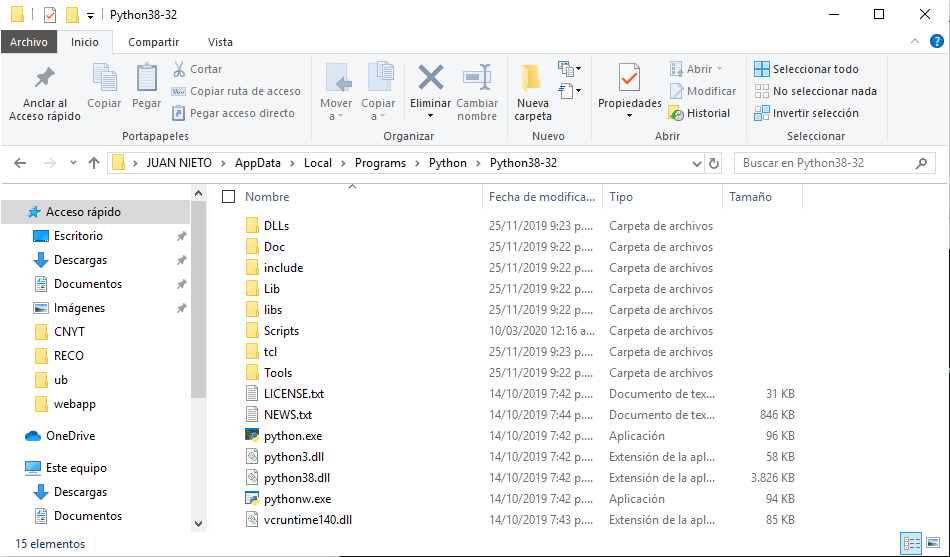 Python38-32
Archivo Inicio Compartir Vista
Anclar al Acceso rápido
Copiar
Pegar
Cortar
Copiar ruta de acceso
Pegar acceso directo
Portapapeles
Mover a
Copiar a
Eliminar
Cambiar nombre
Organizar
Nueva carpeta
Nuevo
Propiedades
Abrir
Modificar
Historial
Abrir
Seleccionar todo
No seleccionar nada
Invertir selección
Seleccionar
JUAN NIETO > AppData > Local > Programs > Python > Python38-32
Buscar en Python38-32
Acceso rápido
Escritorio
Descargas
Documentos
Imágenes
CNYT
RECO
ub
webapp
OneDrive
Este equipo
Descargas
Documentos
Nombre Fecha de modifica... Tipo Tamaño
DLLs 25/11/2019 9:23 p.... Carpeta de archivos
Doc 25/11/2019 9:22 p.... Carpeta de archivos
include 25/11/2019 9:22 p.... Carpeta de archivos
Lib 25/11/2019 9:22 p.... Carpeta de archivos
libs 25/11/2019 9:22 p.... Carpeta de archivos
Scripts 10/03/2020 12:16 a... Carpeta de archivos
tcl 25/11/2019 9:23 p.... Carpeta de archivos
Tools 25/11/2019 9:22 p.... Carpeta de archivos
LICENSE.txt 14/10/2019 7:42 p.... Documento de tex... 31 KB
NEWS.txt 14/10/2019 7:44 p.... Documento de tex... 846 KB
python.exe 14/10/2019 7:42 p.... Aplicación 96 KB
python3.dll 14/10/2019 7:42 p.... Extensión de la apl... 58 KB
python38.dll 14/10/2019 7:42 p.... Extensión de la apl... 3.826 KB
pythonw.exe 14/10/2019 7:42 p.... Aplicación 94 KB
vcruntime140.dll 14/10/2019 7:43 p.... Extensión de la apl... 85 KB
15 elementos